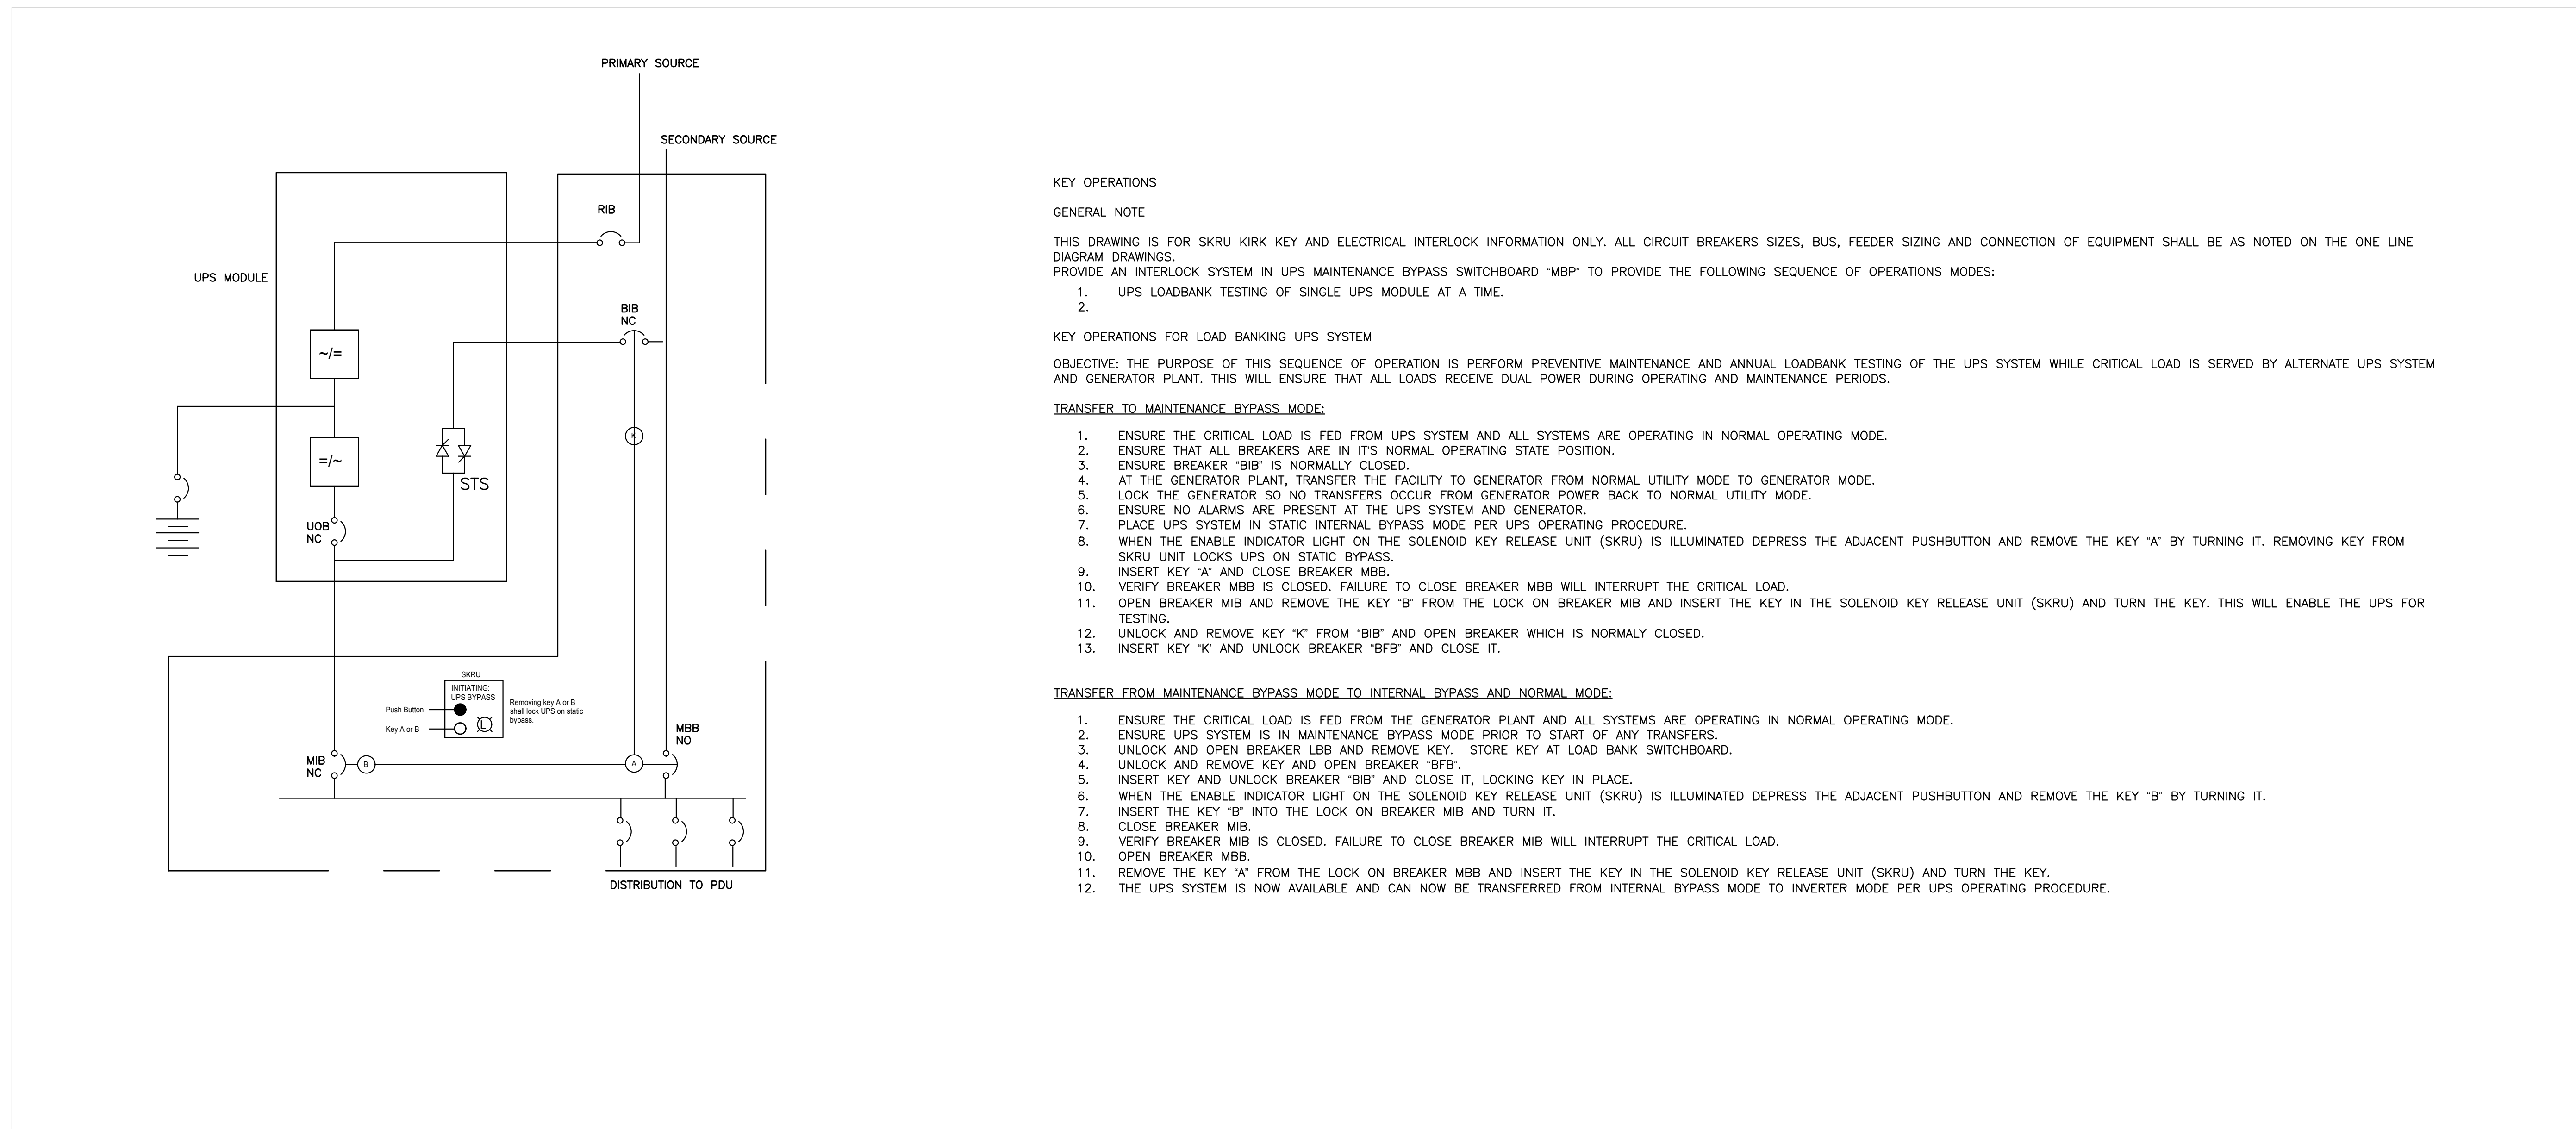 PRIMARY SOURCE
SECONDARY SOURCE
RIB
UPS MODULE
BIB
NC
~/=
K
=/~
STS
UOB
NC
SKRU
INITIATING:
UPS BYPASS
Push Button
Key A or B
L
Removing key A or B
shall lock UPS on static
bypass.
MBB
NO
MIB
NC
B
A
DISTRIBUTION TO PDU
KEY OPERATIONS
GENERAL NOTE
THIS DRAWING IS FOR SKRU KIRK KEY AND ELECTRICAL INTERLOCK INFORMATION ONLY. ALL CIRCUIT BREAKERS SIZES, BUS, FEEDER SIZING AND CONNECTION OF EQUIPMENT SHALL BE AS NOTED ON THE ONE LINE
DIAGRAM DRAWINGS.
PROVIDE AN INTERLOCK SYSTEM IN UPS MAINTENANCE BYPASS SWITCHBOARD “MBP” TO PROVIDE THE FOLLOWING SEQUENCE OF OPERATIONS MODES:
1. UPS LOADBANK TESTING OF SINGLE UPS MODULE AT A TIME.
2.
KEY OPERATIONS FOR LOAD BANKING UPS SYSTEM
OBJECTIVE: THE PURPOSE OF THIS SEQUENCE OF OPERATION IS PERFORM PREVENTIVE MAINTENANCE AND ANNUAL LOADBANK TESTING OF THE UPS SYSTEM WHILE CRITICAL LOAD IS SERVED BY ALTERNATE UPS SYSTEM
AND GENERATOR PLANT. THIS WILL ENSURE THAT ALL LOADS RECEIVE DUAL POWER DURING OPERATING AND MAINTENANCE PERIODS.
TRANSFER TO MAINTENANCE BYPASS MODE:
1. ENSURE THE CRITICAL LOAD IS FED FROM UPS SYSTEM AND ALL SYSTEMS ARE OPERATING IN NORMAL OPERATING MODE.
2. ENSURE THAT ALL BREAKERS ARE IN IT'S NORMAL OPERATING STATE POSITION.
3. ENSURE BREAKER “BIB” IS NORMALLY CLOSED.
4. AT THE GENERATOR PLANT, TRANSFER THE FACILITY TO GENERATOR FROM NORMAL UTILITY MODE TO GENERATOR MODE.
5. LOCK THE GENERATOR SO NO TRANSFERS OCCUR FROM GENERATOR POWER BACK TO NORMAL UTILITY MODE.
6. ENSURE NO ALARMS ARE PRESENT AT THE UPS SYSTEM AND GENERATOR.
7. PLACE UPS SYSTEM IN STATIC INTERNAL BYPASS MODE PER UPS OPERATING PROCEDURE.
8. WHEN THE ENABLE INDICATOR LIGHT ON THE SOLENOID KEY RELEASE UNIT (SKRU) IS ILLUMINATED DEPRESS THE ADJACENT PUSHBUTTON AND REMOVE THE KEY “A” BY TURNING IT. REMOVING KEY FROM
SKRU UNIT LOCKS UPS ON STATIC BYPASS.
9. INSERT KEY “A” AND CLOSE BREAKER MBB.
10. VERIFY BREAKER MBB IS CLOSED. FAILURE TO CLOSE BREAKER MBB WILL INTERRUPT THE CRITICAL LOAD.
11. OPEN BREAKER MIB AND REMOVE THE KEY “B” FROM THE LOCK ON BREAKER MIB AND INSERT THE KEY IN THE SOLENOID KEY RELEASE UNIT (SKRU) AND TURN THE KEY. THIS WILL ENABLE THE UPS FOR
TESTING.
12. UNLOCK AND REMOVE KEY “K” FROM “BIB” AND OPEN BREAKER WHICH IS NORMALY CLOSED.
13. INSERT KEY “K' AND UNLOCK BREAKER “BFB” AND CLOSE IT.
TRANSFER FROM MAINTENANCE BYPASS MODE TO INTERNAL BYPASS AND NORMAL MODE:
1. ENSURE THE CRITICAL LOAD IS FED FROM THE GENERATOR PLANT AND ALL SYSTEMS ARE OPERATING IN NORMAL OPERATING MODE.
2. ENSURE UPS SYSTEM IS IN MAINTENANCE BYPASS MODE PRIOR TO START OF ANY TRANSFERS.
3. UNLOCK AND OPEN BREAKER LBB AND REMOVE KEY. STORE KEY AT LOAD BANK SWITCHBOARD.
4. UNLOCK AND REMOVE KEY AND OPEN BREAKER “BFB”.
5. INSERT KEY AND UNLOCK BREAKER “BIB” AND CLOSE IT, LOCKING KEY IN PLACE.
6. WHEN THE ENABLE INDICATOR LIGHT ON THE SOLENOID KEY RELEASE UNIT (SKRU) IS ILLUMINATED DEPRESS THE ADJACENT PUSHBUTTON AND REMOVE THE KEY “B” BY TURNING IT.
7. INSERT THE KEY “B” INTO THE LOCK ON BREAKER MIB AND TURN IT.
8. CLOSE BREAKER MIB.
9. VERIFY BREAKER MIB IS CLOSED. FAILURE TO CLOSE BREAKER MIB WILL INTERRUPT THE CRITICAL LOAD.
10. OPEN BREAKER MBB.
11. REMOVE THE KEY “A” FROM THE LOCK ON BREAKER MBB AND INSERT THE KEY IN THE SOLENOID KEY RELEASE UNIT (SKRU) AND TURN THE KEY.
12. THE UPS SYSTEM IS NOW AVAILABLE AND CAN NOW BE TRANSFERRED FROM INTERNAL BYPASS MODE TO INVERTER MODE PER UPS OPERATING PROCEDURE.